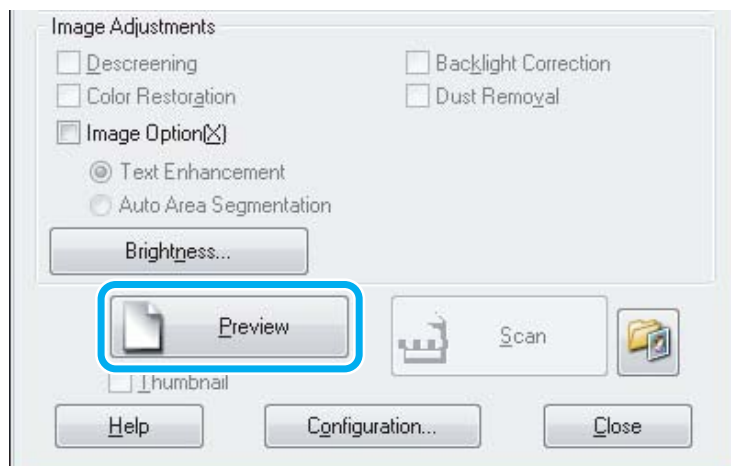 Image Adjustments
Descreening
Backlight Correction
Color Restoration
Dust Removal
Image Option(X)
Text Enhancement
Auto Area Segmentation
Brightness...
Preview
Scan
Thumbnail
Help
Configuration...
Close